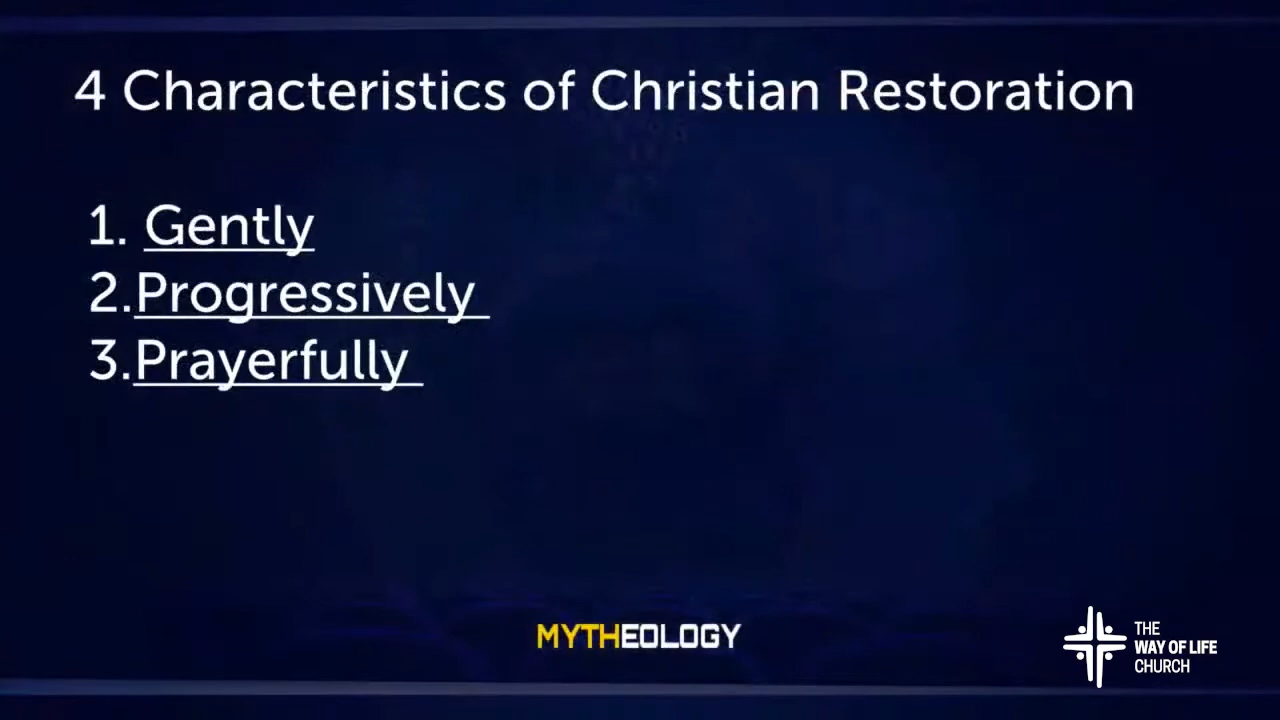 4 Characteristics of Christian Restoration
1. Gently
2.Progressively
3.Prayerfully
MYTHEOLOGY
THE
WAY OF LIFE
CHURCH